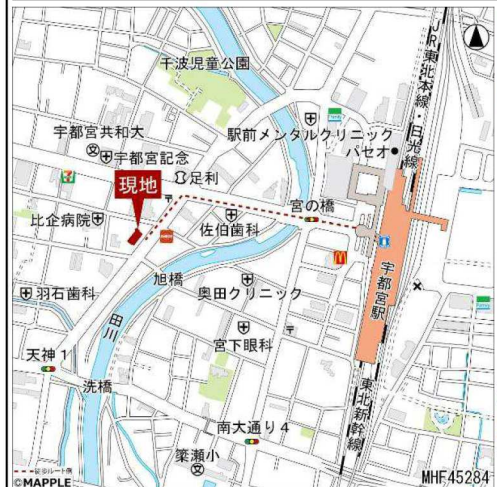 千波児童公園
JR東北本線・日光線
宇都宮共和大
宇都宮記念
駅前メンタルクリニック
パセオ
足利
現地
宮の橋
比企病院
佐伯歯科
旭橋
羽石歯科
奥田クリニック
宇都宮駅
田川
宮下眼科
天神1
洗橋
東北新幹線
南大通り4
簗瀬小
徒歩ルート例
©MAPPLE
MHF45284